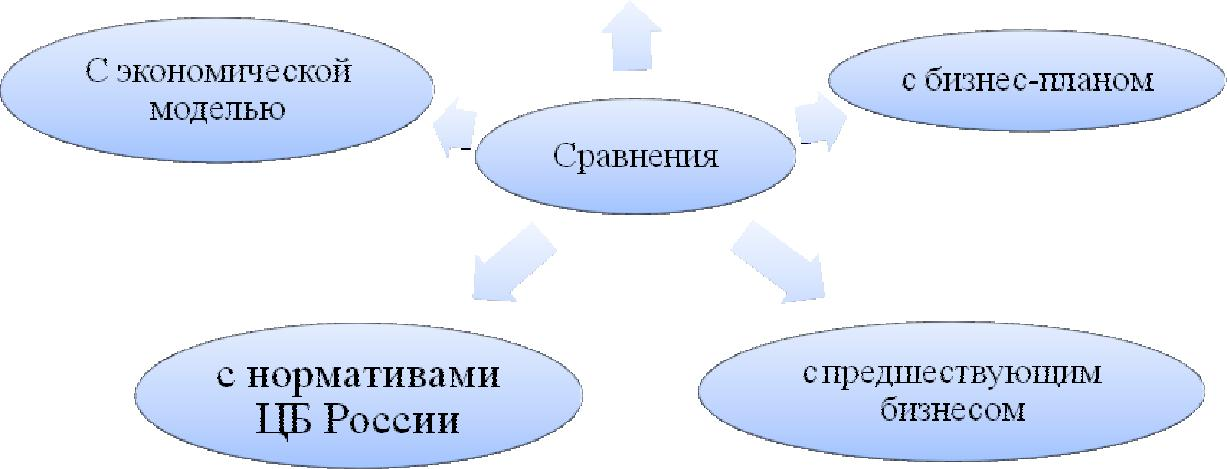 С экономической
моделью
с бизнес-планом
Сравнения
с нормативами
ЦБ России
с предшествующим
бизнесом